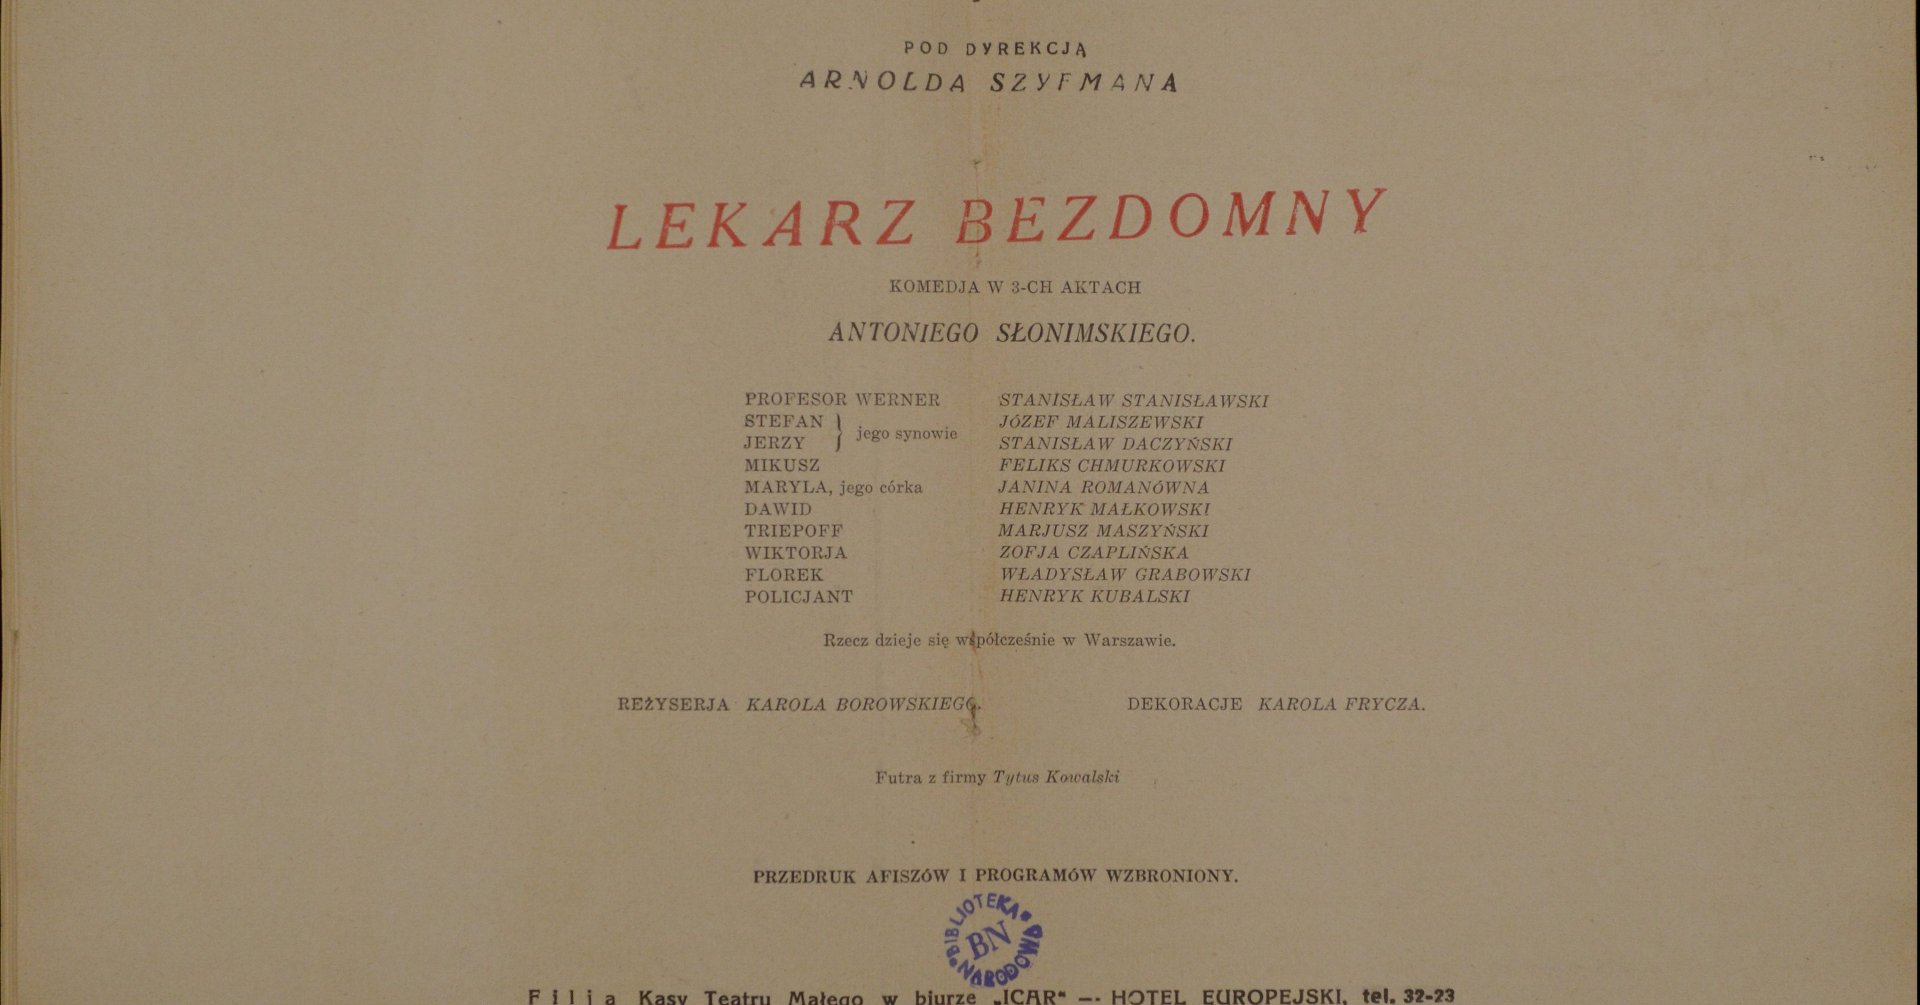 POD DYREKCJĄ
ARNOLDA SZYFMANA
LEKARZ BEZDOMNY
KOMEDJA W 3-CH AKTACH
ANTONIEGO SŁONIMSKIEGO.
PROFESOR WERNER STANISŁAW STANISŁAWSKI
STEFAN } jego synowie JÓZEF MALISZEWSKI
JERZY STANISŁAW DACZYŃSKI
MIKUSZ FELIKS CHMURKOWSKI
MARYLA, jego córka JANINA ROMANÓWNA
DAWID HENRYK MAŁKOWSKI
TRIEPOFF MARJUSZ MASZYŃSKI
WIKTORJA ZOFJA CZAPLIŃSKA
FLOREK WŁADYSŁAW GRABOWSKI
POLICJANT HENRYK KUBALSKI
Rzecz dzieje się współcześnie w Warszawie.
REŻYSERJA KAROLA BOROWSKIEGO. DEKORACJE KAROLA FRYCZA.
Futra z firmy Tytus Kowalski
PRZEDRUK AFISZÓW I PROGRAMÓW WZBRONIONY.
BIBLIOTEKA NARODOWA
BN
Filja Kasy Teatru Małego w biurze „ICAR" — HOTEL EUROPEJSKI, tel. 32-23